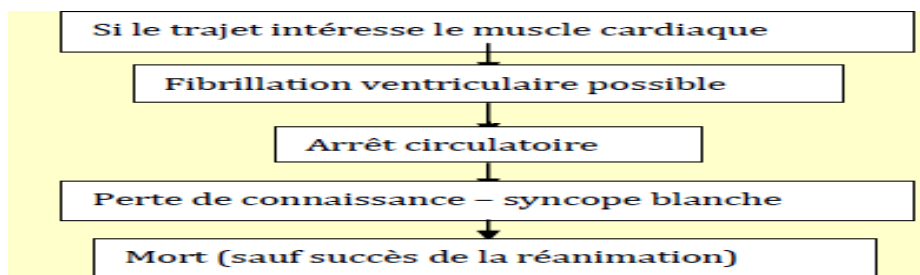 Si le trajet intéresse le muscle cardiaque
Fibrillation ventriculaire possible
Arrêt circulatoire
Perte de connaissance – syncope blanche
Mort (sauf succès de la réanimation)